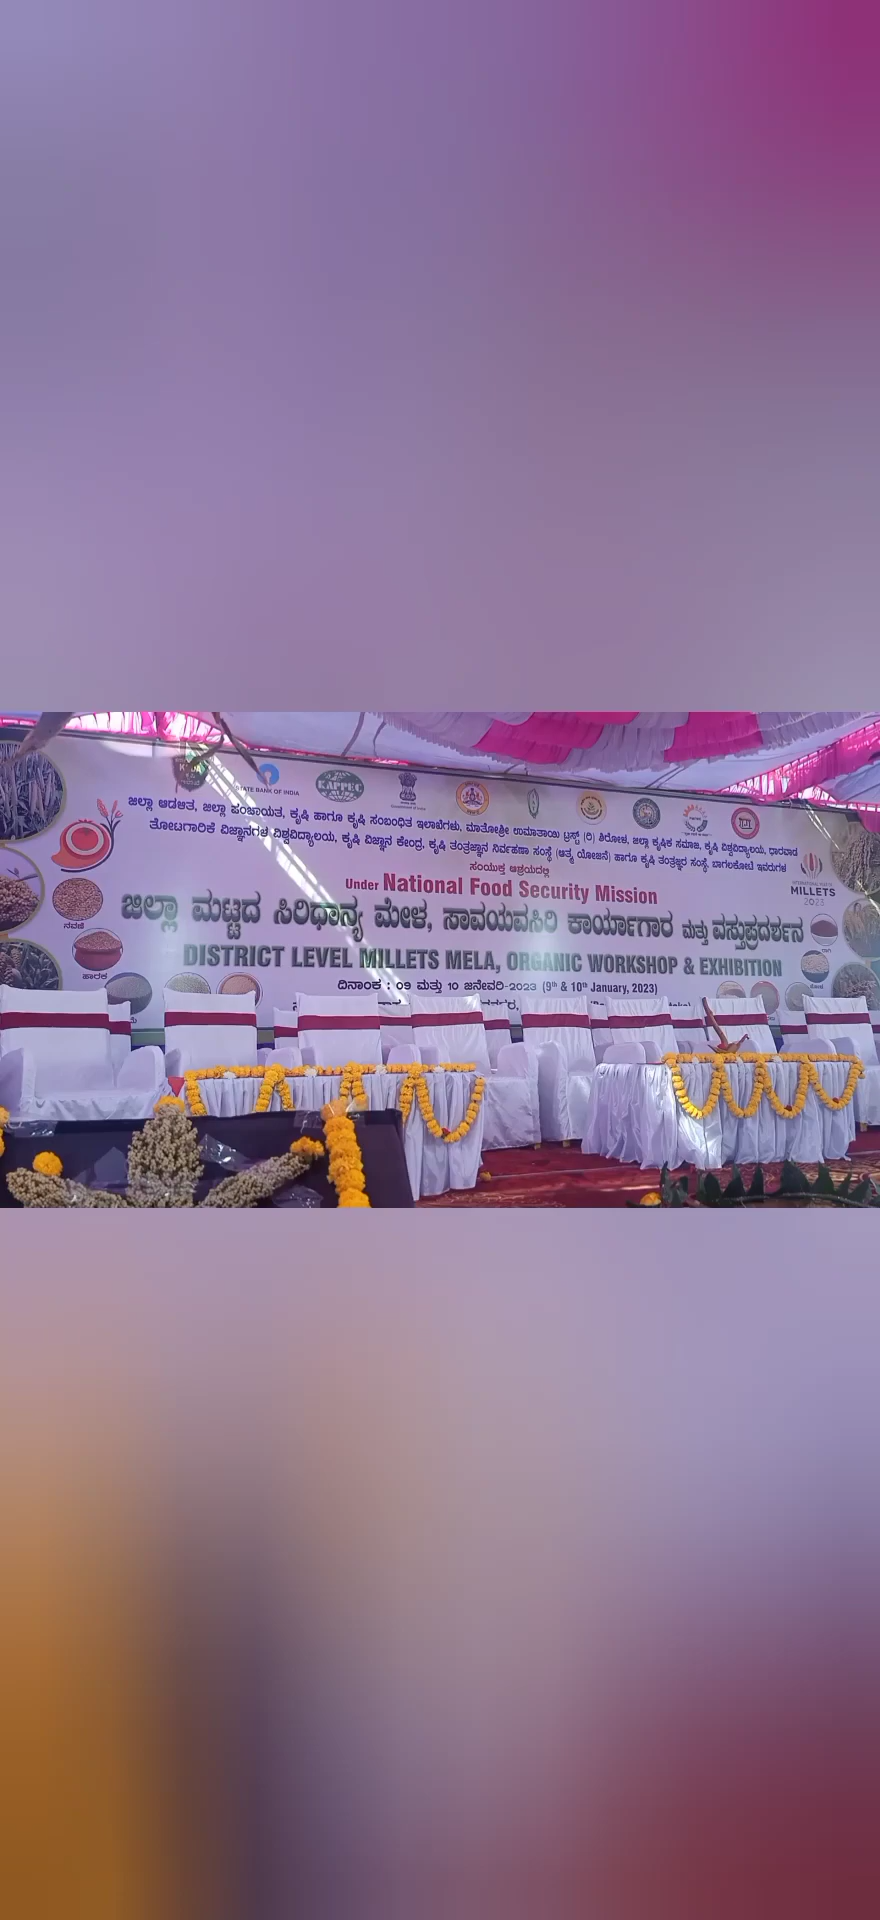 STATE BANK OF INDIA
KAPPEC
ಜಿಲ್ಲಾ ಆಡಳಿತ, ಜಿಲ್ಲಾ ಪಂಚಾಯತ, ಕೃಷಿ ಹಾಗೂ ಕೃಷಿ ಸಂಬಂಧಿತ ಇಲಾಖೆಗಳು, ಮಾತೋಶ್ರೀ ಉಮಾತಾಯಿ ಟ್ರಸ್ಟ್ (ರಿ) ಶಿರೋಳ, ಜಿಲ್ಲಾ ಕೃಷಿಕ ಸಮಾಜ, ಕೃಷಿ ವಿಶ್ವವಿದ್ಯಾಲಯ, ಧಾರವಾಡ
ತೋಟಗಾರಿಕೆ ವಿಜ್ಞಾನಗಳ ವಿಶ್ವವಿದ್ಯಾಲಯ, ಕೃಷಿ ವಿಜ್ಞಾನ ಕೇಂದ್ರ, ಕೃಷಿ ತಂತ್ರಜ್ಞಾನ ನಿರ್ವಹಣಾ ಸಂಸ್ಥೆ (ಆತ್ಮ ಯೋಜನೆ) ಹಾಗೂ ಕೃಷಿ ತಂತ್ರಜ್ಞರ ಸಂಸ್ಥೆ, ಬಾಗಲಕೋಟೆ ಇವರುಗಳ
ಸಂಯುಕ್ತ ಆಶ್ರಯದಲ್ಲಿ
Under National Food Security Mission
MILLETS
2023
ಜಿಲ್ಲಾ ಮಟ್ಟದ ಸಿರಿಧಾನ್ಯ ಮೇಳ, ಸಾವಯವಸಿರಿ ಕಾರ್ಯಾಗಾರ ಮತ್ತು ವಸ್ತುಪ್ರದರ್ಶನ
ನವಣೆ
DISTRICT LEVEL MILLETS MELA, ORGANIC WORKSHOP & EXHIBITION
ರಾಗಿ
ಹಾರಕ
ದಿನಾಂಕ : 09 ಮತ್ತು 10 ಜನೇವರಿ-2023 (9th & 10th January, 2023)